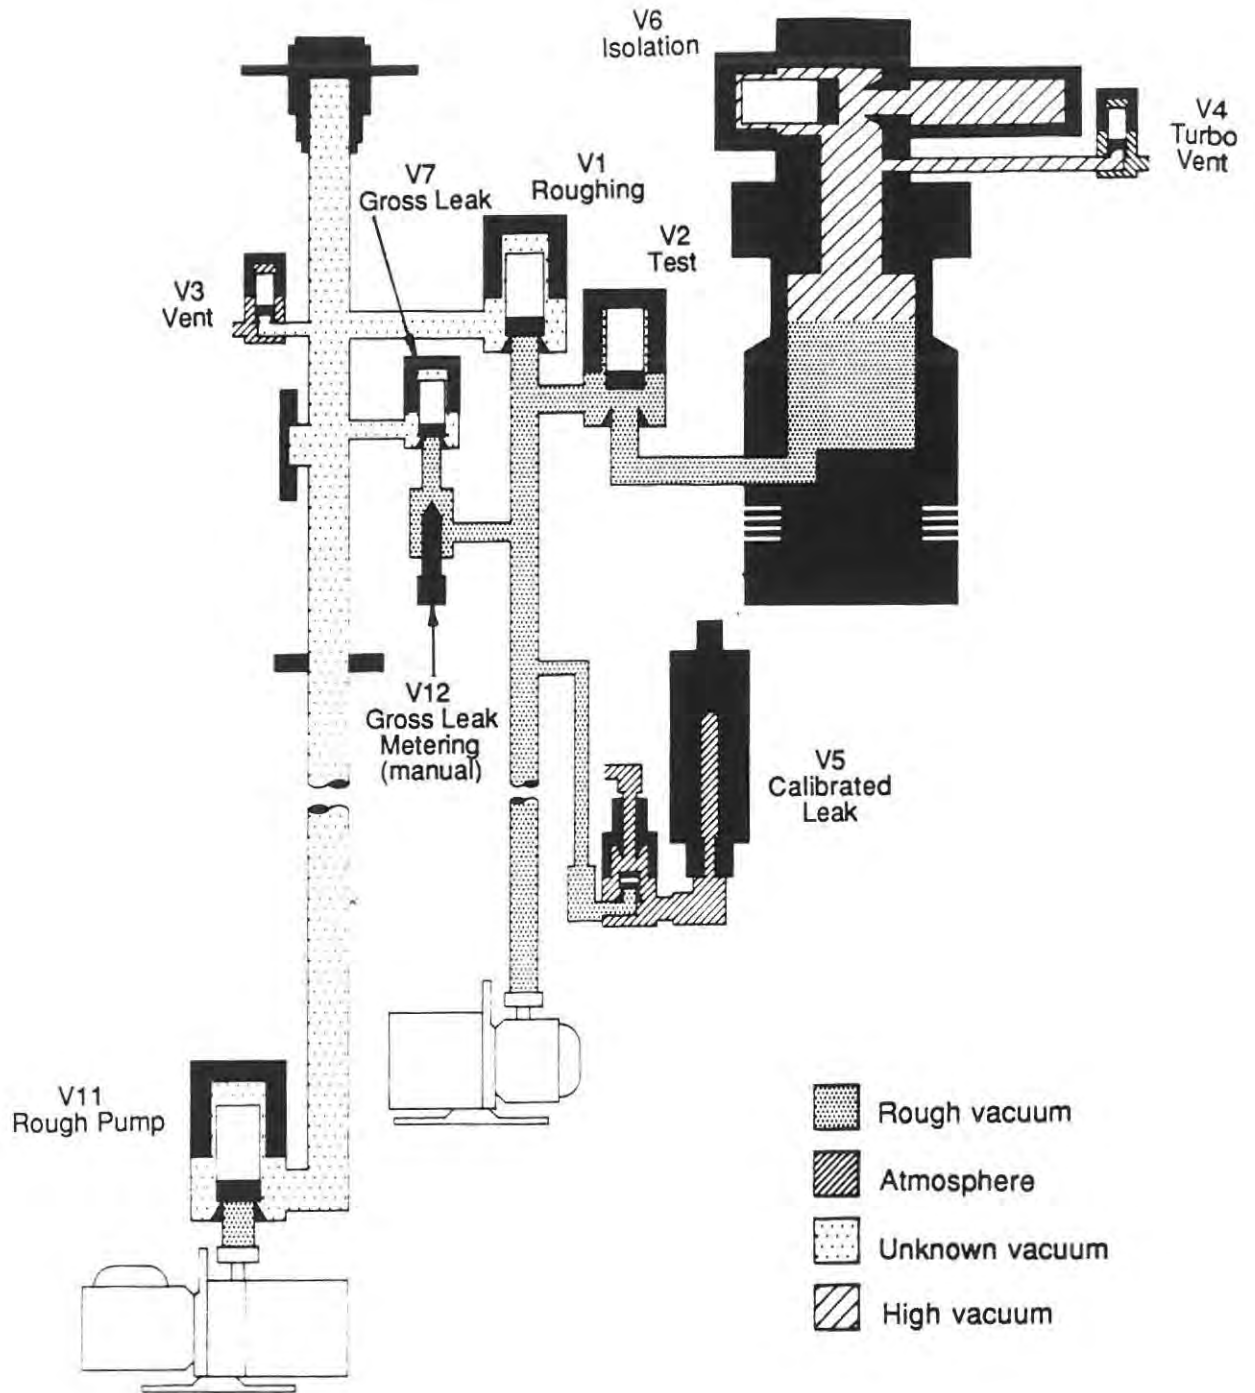 V6
Isolation
V4
Turbo
Vent
V1
Roughing
V7
Gross Leak
V2
Test
V3
Vent
V12
Gross Leak
Metering
(manual)
V5
Calibrated
Leak
V11
Rough Pump
Rough vacuum
Atmosphere
Unknown vacuum
High vacuum